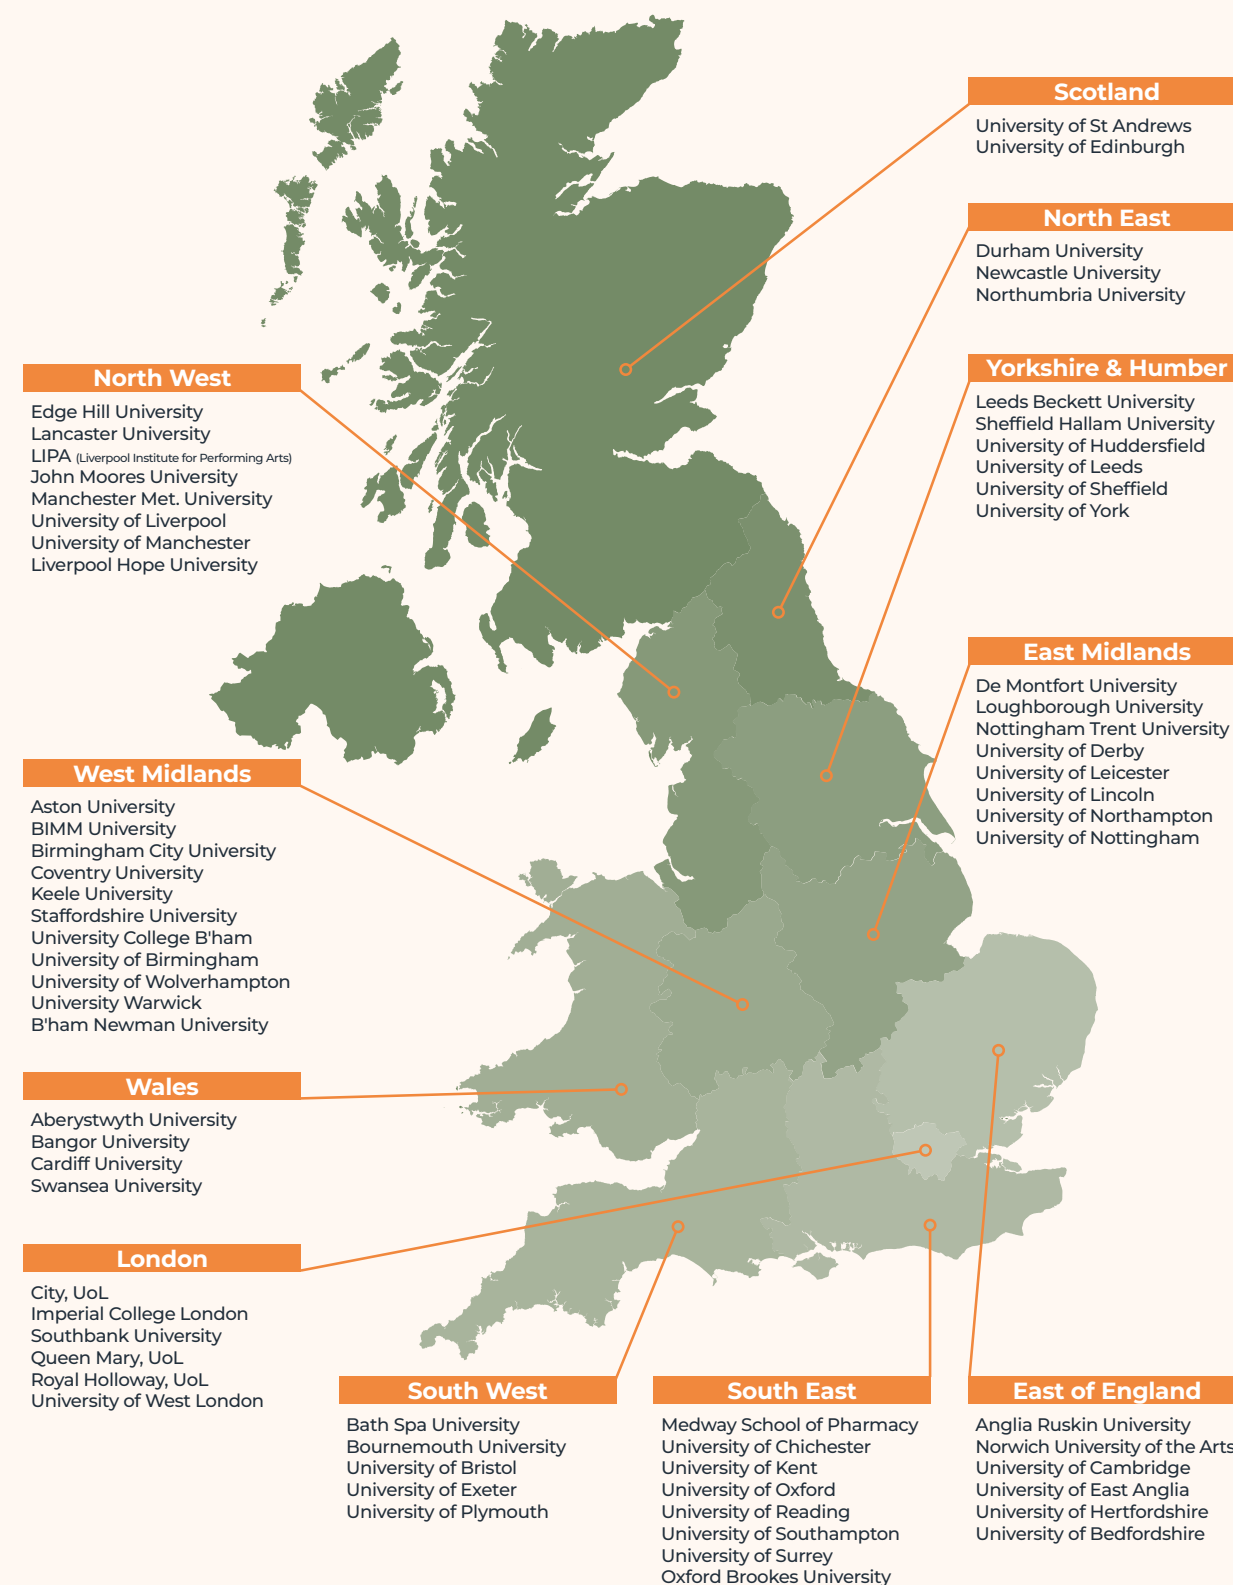 Scotland
University of St Andrews
University of Edinburgh
North East
Durham University
Newcastle University
Northumbria University
North West
Edge Hill University
Lancaster University
LIPA (Liverpool Institute for Performing Arts)
John Moores University
Manchester Met. University
University of Liverpool
University of Manchester
Liverpool Hope University
Yorkshire & Humber
Leeds Beckett University
Sheffield Hallam University
University of Huddersfield
University of Leeds
University of Sheffield
University of York
East Midlands
De Montfort University
Loughborough University
Nottingham Trent University
University of Derby
University of Leicester
University of Lincoln
University of Northampton
University of Nottingham
West Midlands
Aston University
BIMM University
Birmingham City University
Coventry University
Keele University
Staffordshire University
University College B'ham
University of Birmingham
University of Wolverhampton
University Warwick
B'ham Newman University
Wales
Aberystwyth University
Bangor University
Cardiff University
Swansea University
London
City, UoL
Imperial College London
Southbank University
Queen Mary, UoL
Royal Holloway, UoL
University of West London
South West
Bath Spa University
Bournemouth University
University of Bristol
University of Exeter
University of Plymouth
South East
Medway School of Pharmacy
University of Chichester
University of Kent
University of Oxford
University of Reading
University of Southampton
University of Surrey
Oxford Brookes University
East of England
Anglia Ruskin University
Norwich University of the Arts
University of Cambridge
University of East Anglia
University of Hertfordshire
University of Bedfordshire